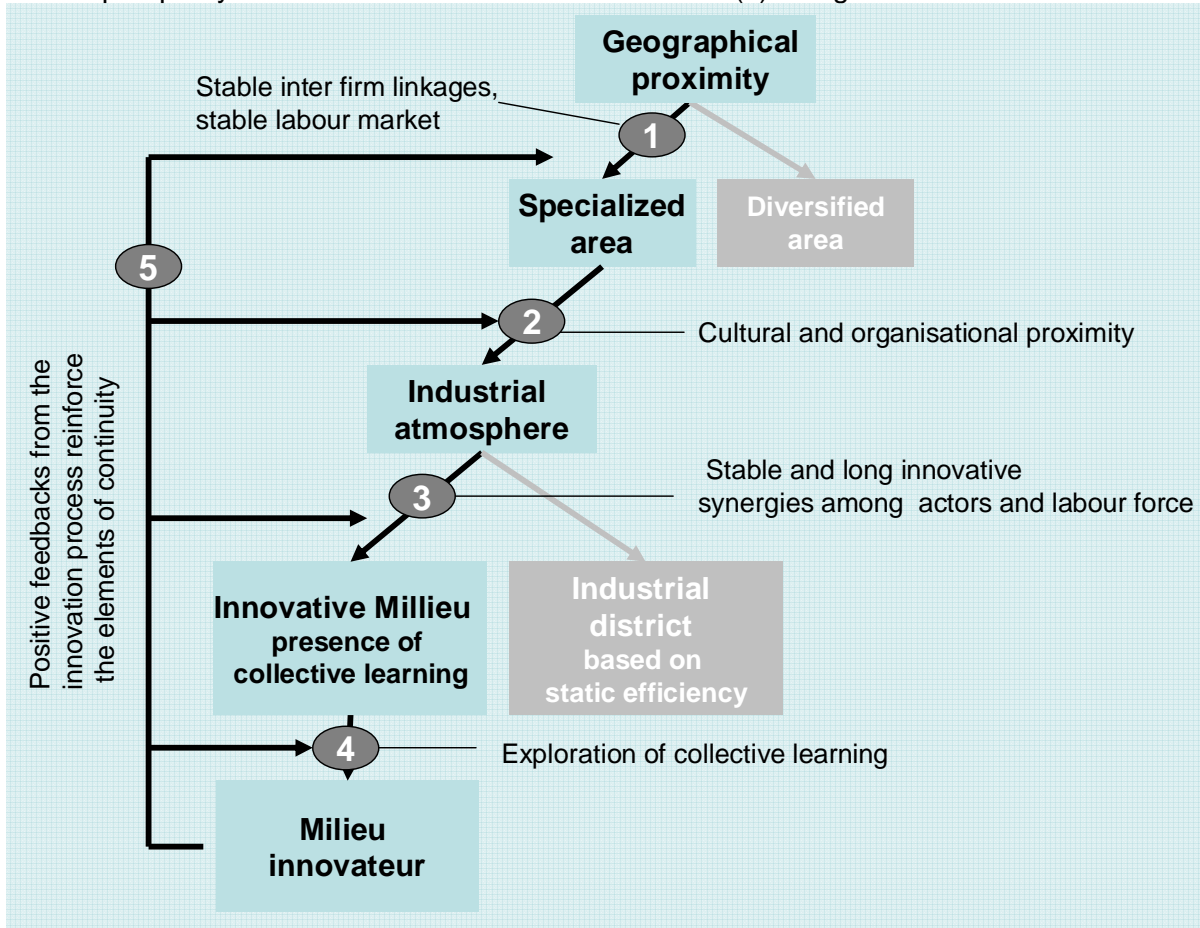 Geographical
proximity
Stable inter firm linkages,
stable labour market
1
Specialized
area
Diversified
area
5
2
Cultural and organisational proximity
Industrial
atmosphere
Positive feedbacks from the
innovation process reinforce
the elements of continuity
3
Stable and long innovative
synergies among actors and labour force
Innovative Millieu
presence of
collective learning
Industrial
district
based on
static efficiency
4
Exploration of collective learning
Milieu
innovateur